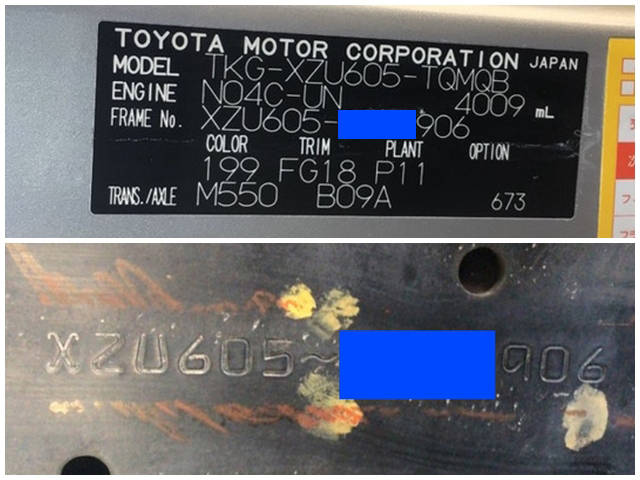 TOYOTA MOTOR CORPORATION JAPAN
MODEL TKG-XZU605-TQMQB
ENGINE N04C-UN 4009 mL
FRAME No. XZU605- 906
COLOR TRIM PLANT OPTION
199 FG18 P11
TRANS./AXLE M550 B09A 673
XZU605~ 906